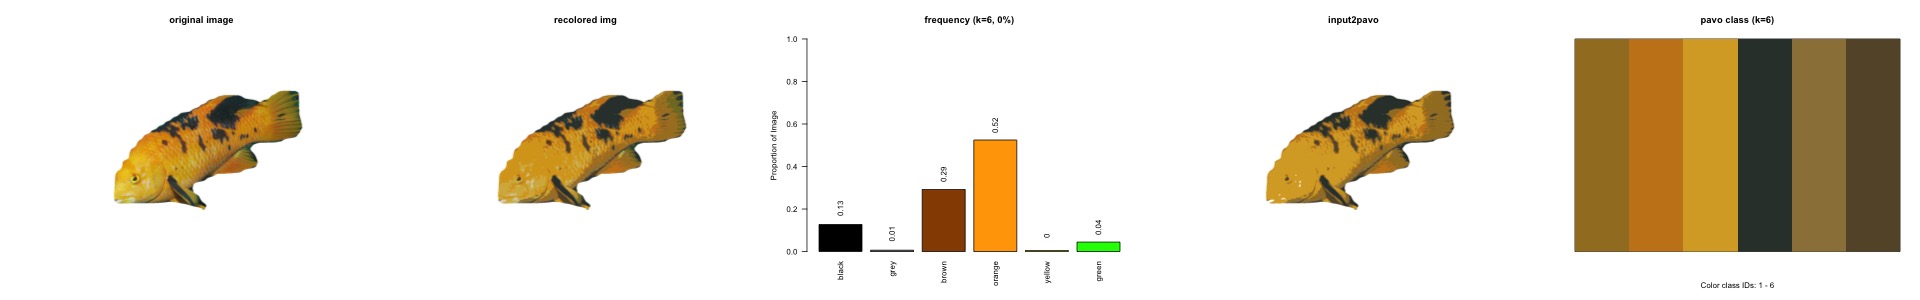 original image
recolored img
frequency (k=6, 0%)
input2pavo
pavo class (k=6)
Proportion of Image
1.0
0.8
0.6
0.4
0.2
0.0
0.13
0.01
0.29
0.52
0
0.04
black
grey
brown
orange
yellow
green
Color class IDs: 1 - 6